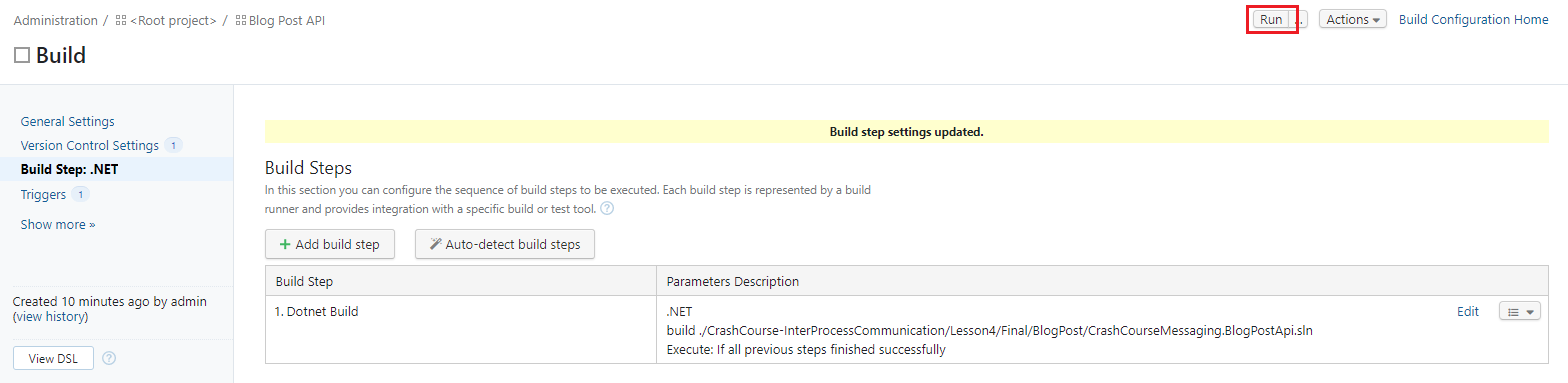 Administration / <Root project> / Blog Post API
Run ... Actions Build Configuration Home
Build
General Settings
Version Control Settings 1
Build Step: .NET
Triggers 1
Show more »
Created 10 minutes ago by admin
(view history)
View DSL ?
Build step settings updated.
Build Steps
In this section you can configure the sequence of build steps to be executed. Each build step is represented by a build
runner and provides integration with a specific build or test tool. ?
+ Add build step Auto-detect build steps
Build Step Parameters Description
1. Dotnet Build .NET Edit
build ./CrashCourse-InterProcessCommunication/Lesson4/Final/BlogPost/CrashCourseMessaging.BlogPostApi.sln
Execute: If all previous steps finished successfully